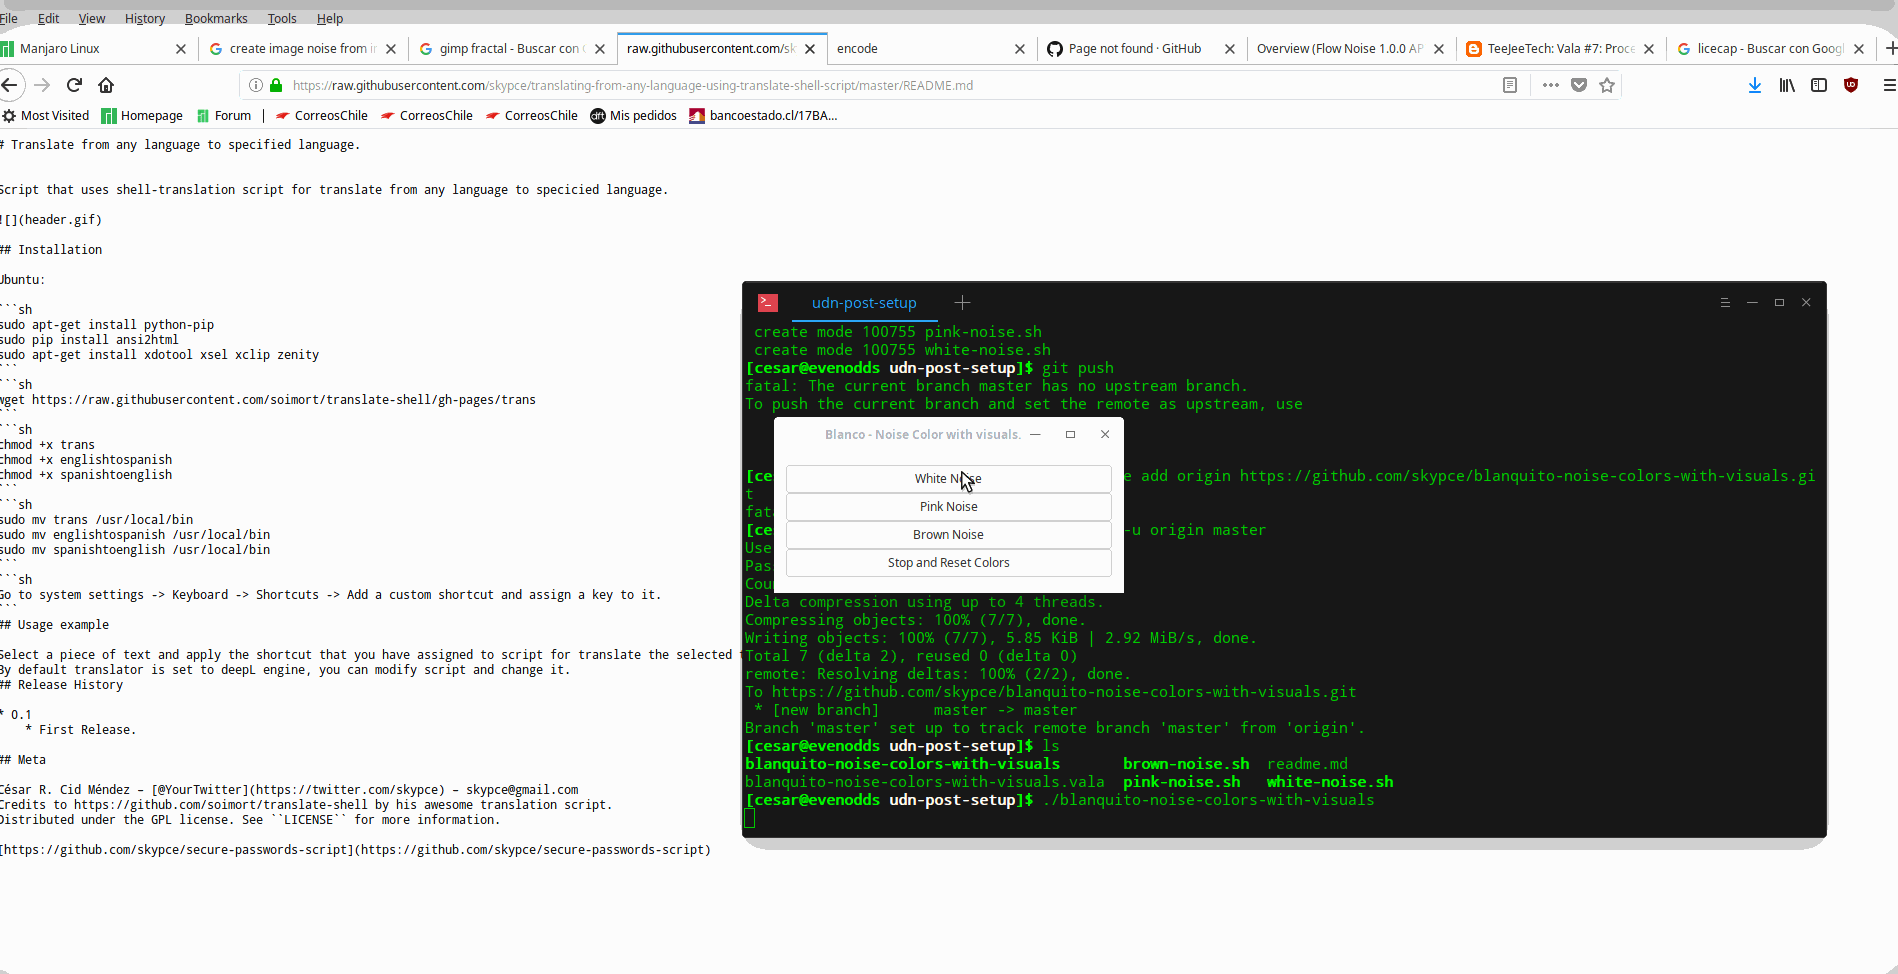 File Edit View History Bookmarks Tools Help
Manjaro Linux
create image noise from i
gimp fractal - Buscar con
raw.githubusercontent.com/sk
encode
Page not found · GitHub
Overview (Flow Noise 1.0.0 AP
TeeJeeTech: Vala #7: Proce
licecap - Buscar con Googl
https://raw.githubusercontent.com/skypce/translating-from-any-language-using-translate-shell-script/master/README.md
Most Visited Homepage Forum CorreosChile CorreosChile CorreosChile Mis pedidos bancoestado.cl/17BA...
# Translate from any language to specified language.
Script that uses shell-translation script for translate from any language to specicied language.
![](header.gif)
## Installation
Ubuntu:
```sh
sudo apt-get install python-pip
sudo pip install ansi2html
sudo apt-get install xdotool xsel xclip zenity
```
```sh
wget https://raw.githubusercontent.com/soimort/translate-shell/gh-pages/trans
```
```sh
chmod +x trans
chmod +x englishtospanish
chmod +x spanishtoenglish
```
```sh
sudo mv trans /usr/local/bin
sudo mv englishtospanish /usr/local/bin
sudo mv spanishtoenglish /usr/local/bin
```
```sh
Go to system settings -> Keyboard -> Shortcuts -> Add a custom shortcut and assign a key to it.
```
## Usage example
Select a piece of text and apply the shortcut that you have assigned to script for translate the selected
By default translator is set to deepL engine, you can modify script and change it.
## Release History
* 0.1
* First Release.
## Meta
César R. Cid Méndez – [@YourTwitter](https://twitter.com/skypce) – skypce@gmail.com
Credits to https://github.com/soimort/translate-shell by his awesome translation script.
Distributed under the GPL license. See ``LICENSE`` for more information.
[https://github.com/skypce/secure-passwords-script](https://github.com/skypce/secure-passwords-script)
udn-post-setup
create mode 100755 pink-noise.sh
create mode 100755 white-noise.sh
[cesar@evenodds udn-post-setup]$ git push
fatal: The current branch master has no upstream branch.
To push the current branch and set the remote as upstream, use
[ce e add origin https://github.com/skypce/blanquito-noise-colors-with-visuals.gi
t
fat
[ce -u origin master
Use
Pas
Cou
Delta compression using up to 4 threads.
Compressing objects: 100% (7/7), done.
Writing objects: 100% (7/7), 5.85 KiB | 2.92 MiB/s, done.
Total 7 (delta 2), reused 0 (delta 0)
remote: Resolving deltas: 100% (2/2), done.
To https://github.com/skypce/blanquito-noise-colors-with-visuals.git
* [new branch] master -> master
Branch 'master' set up to track remote branch 'master' from 'origin'.
[cesar@evenodds udn-post-setup]$ ls
blanquito-noise-colors-with-visuals brown-noise.sh readme.md
blanquito-noise-colors-with-visuals.vala pink-noise.sh white-noise.sh
[cesar@evenodds udn-post-setup]$ ./blanquito-noise-colors-with-visuals
Blanco - Noise Color with visuals.
White Noise
Pink Noise
Brown Noise
Stop and Reset Colors